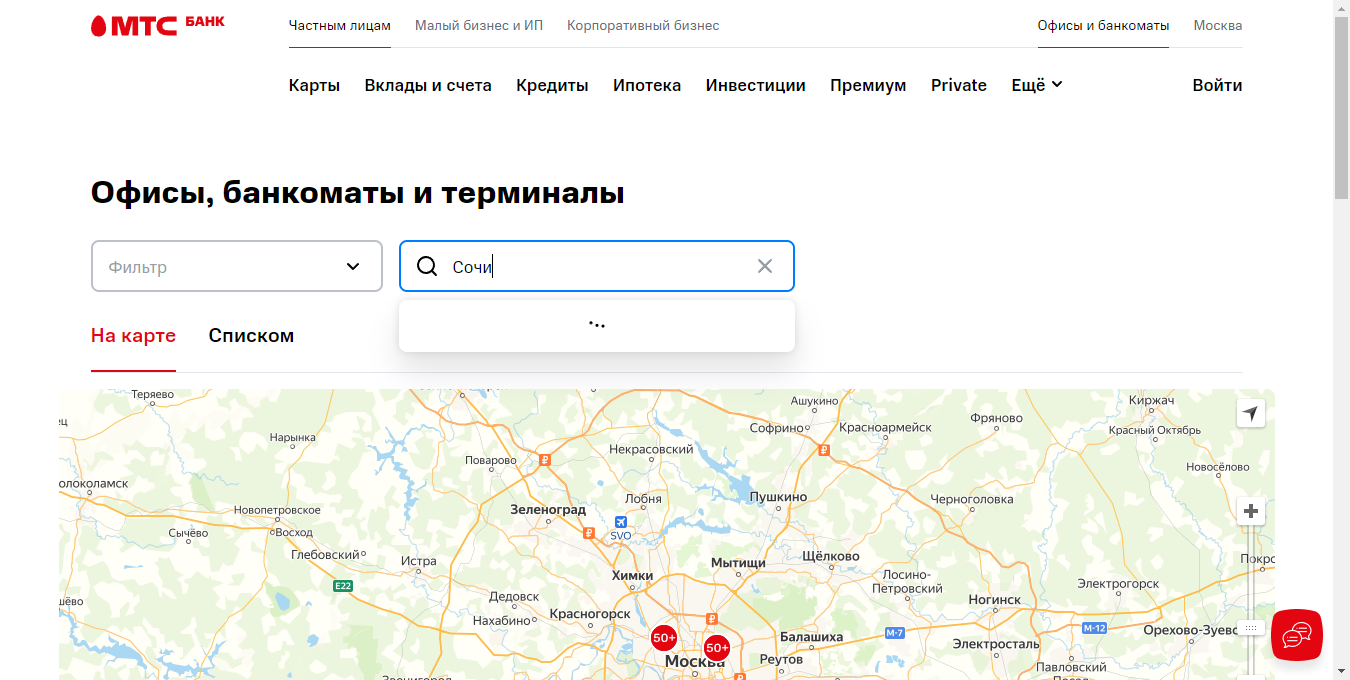 МТС БАНК
Частным лицам Малый бизнес и ИП Корпоративный бизнес Офисы и банкоматы Москва
Карты Вклады и счета Кредиты Ипотека Инвестиции Премиум Private Ещё Войти
Офисы, банкоматы и терминалы
Фильтр
Сочи
На карте Списком
Теряево
Ашукино
Киржач
Софрино
Красноармейск
Фряново
Красный Октябрь
Нарынка
Некрасовский
Поварово
Новосёлово
олоколамск
Лобня
Пушкино
Черноголовка
Новопетровское
Зеленоград
SVO
Сычёво
Восход
Глебовский
Истра
Мытищи
Щёлково
Покро
Химки
Лосино-
Петровский
Электрогорск
E22
шёво
Дедовск
Ногинск
Красногорск
Нахабино
50+
50+
Балашиха
М-7
М-12
Орехово-Зуево
Электросталь
Москва
Реутов
Павловский
Посад
Звенигород